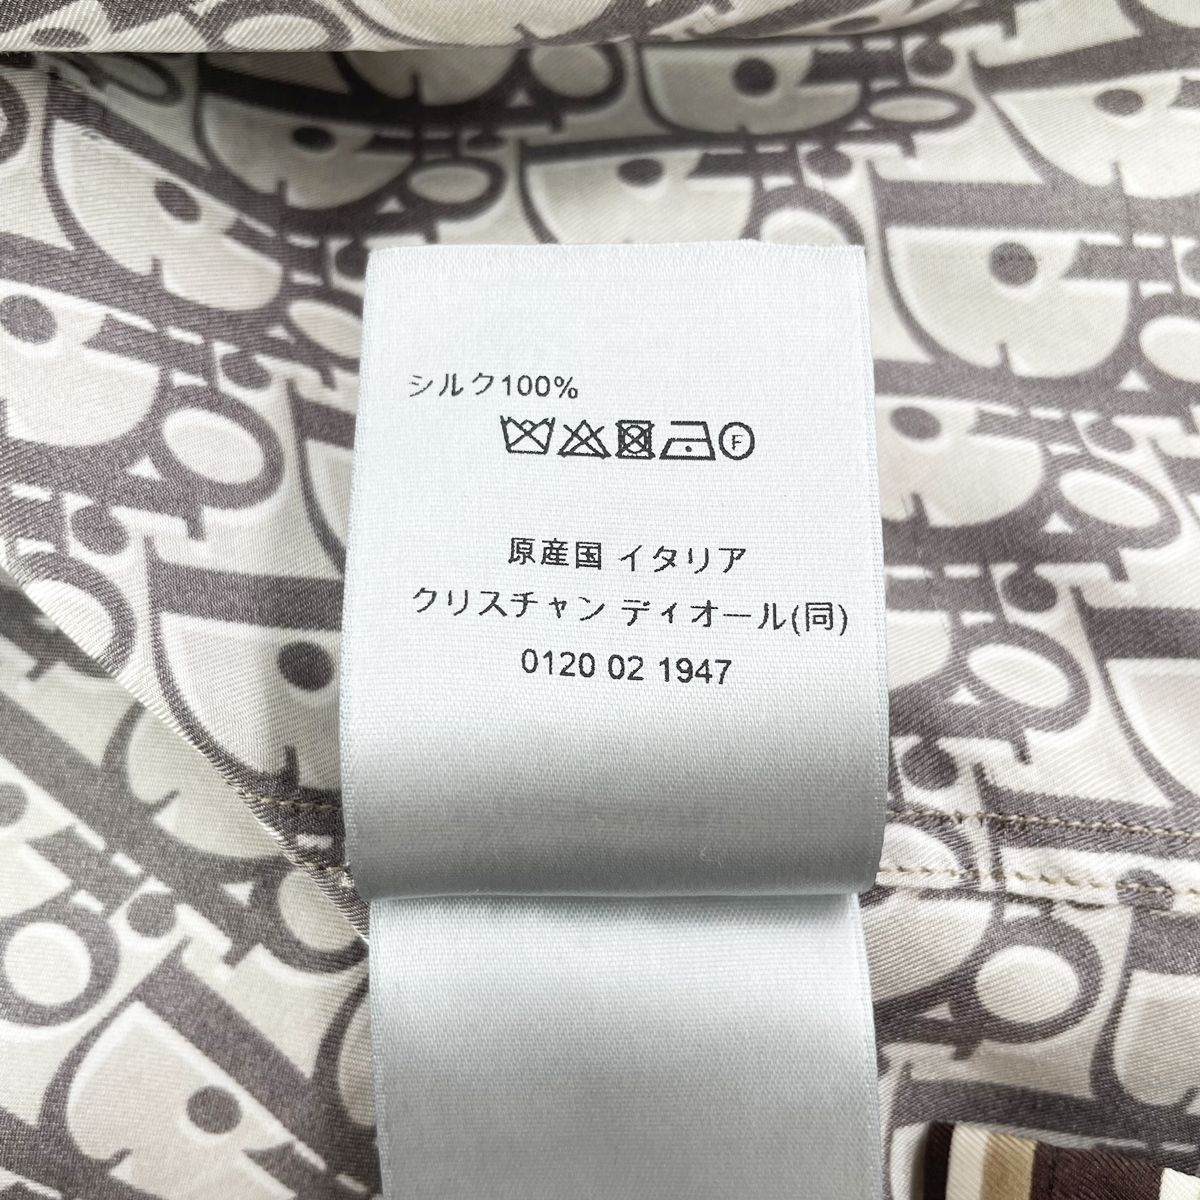 シルク100%
F
原産国 イタリア
クリスチャン ディオール(同)
0120 02 1947